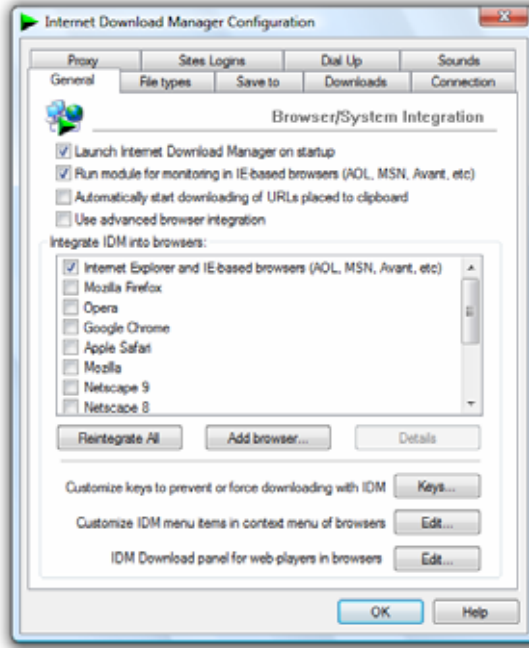 Internet Download Manager Configuration
Proxy Sites Logins Dial Up Sounds
General File types Save to Downloads Connection
Browser/System Integration
Launch Internet Download Manager on startup
Run module for monitoring in IE-based browsers (AOL, MSN, Avant, etc)
Automatically start downloading of URLs placed to clipboard
Use advanced browser integration
Integrate IDM into browsers:
Internet Explorer and IE-based browsers (AOL, MSN, Avant, etc)
Mozilla Firefox
Opera
Google Chrome
Apple Safari
Mozilla
Netscape 9
Netscape 8
Reintegrate All Add browser... Details
Customize keys to prevent or force downloading with IDM Keys...
Customize IDM menu items in context menu of browsers Edit...
IDM Download panel for web-players in browsers Edit...
OK Help